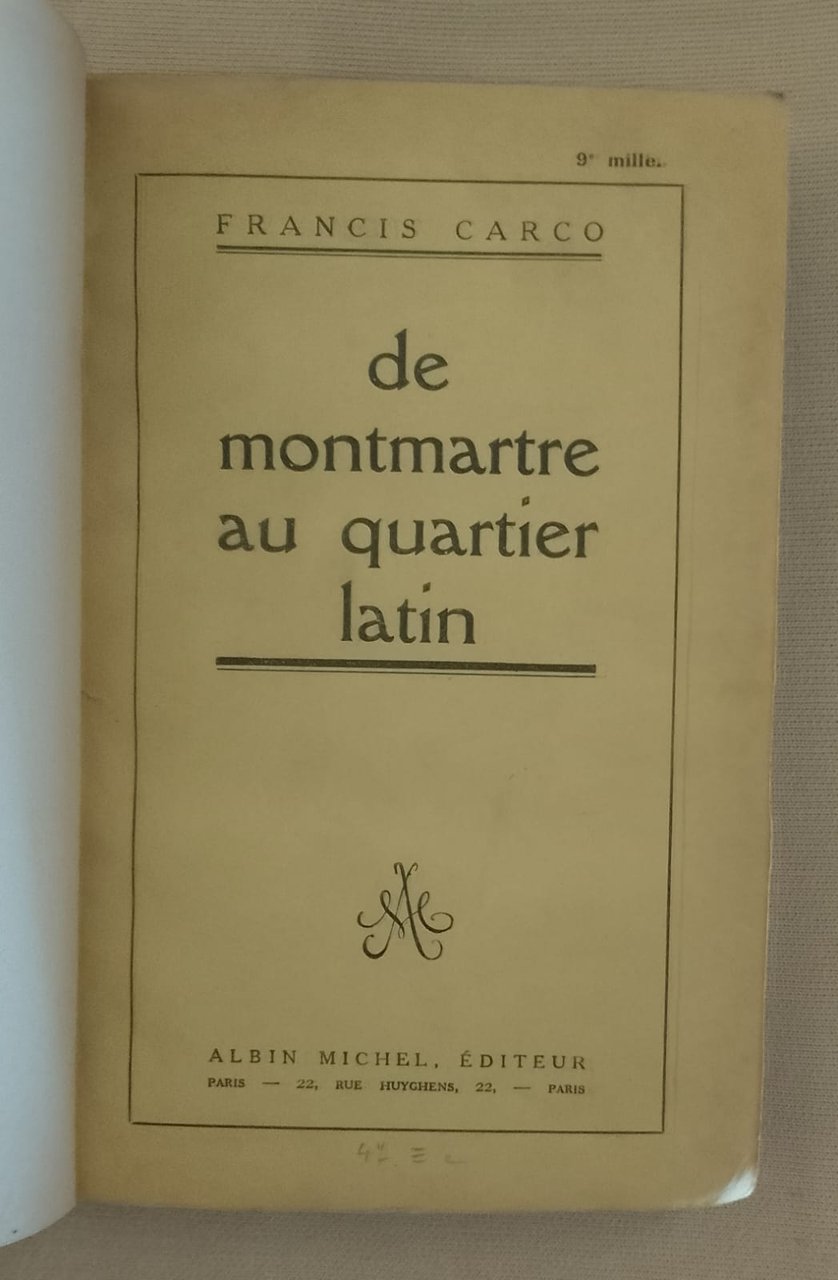 9ᵉ mille.
FRANCIS CARCO
de
montmartre
au quartier
latin
ALBIN MICHEL, ÉDITEUR
PARIS — 22, RUE HUYGHENS, 22, — PARIS